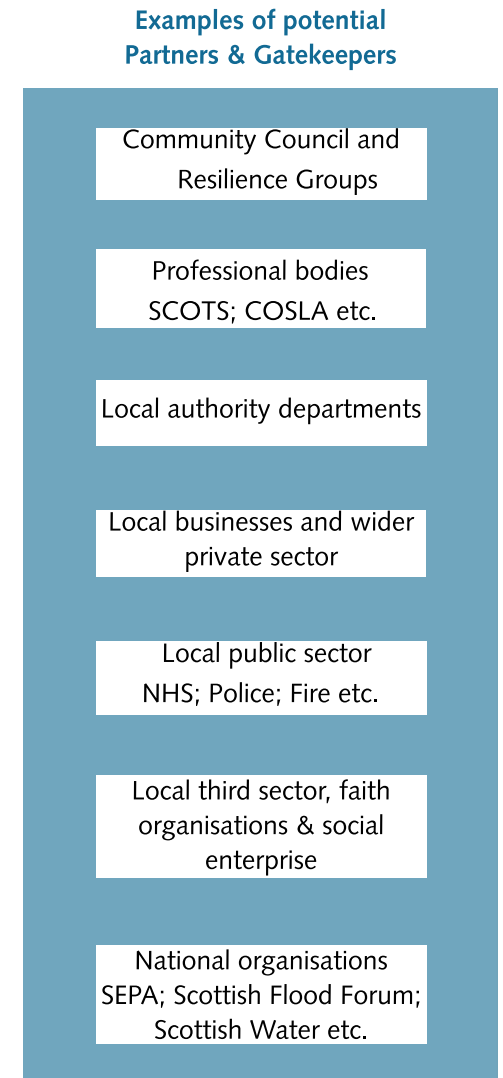 Examples of potential
Partners & Gatekeepers
Community Council and
Resilience Groups
Professional bodies
SCOTS; COSLA etc.
Local authority departments
Local businesses and wider
private sector
Local public sector
NHS; Police; Fire etc.
Local third sector, faith
organisations & social
enterprise
National organisations
SEPA; Scottish Flood Forum;
Scottish Water etc.